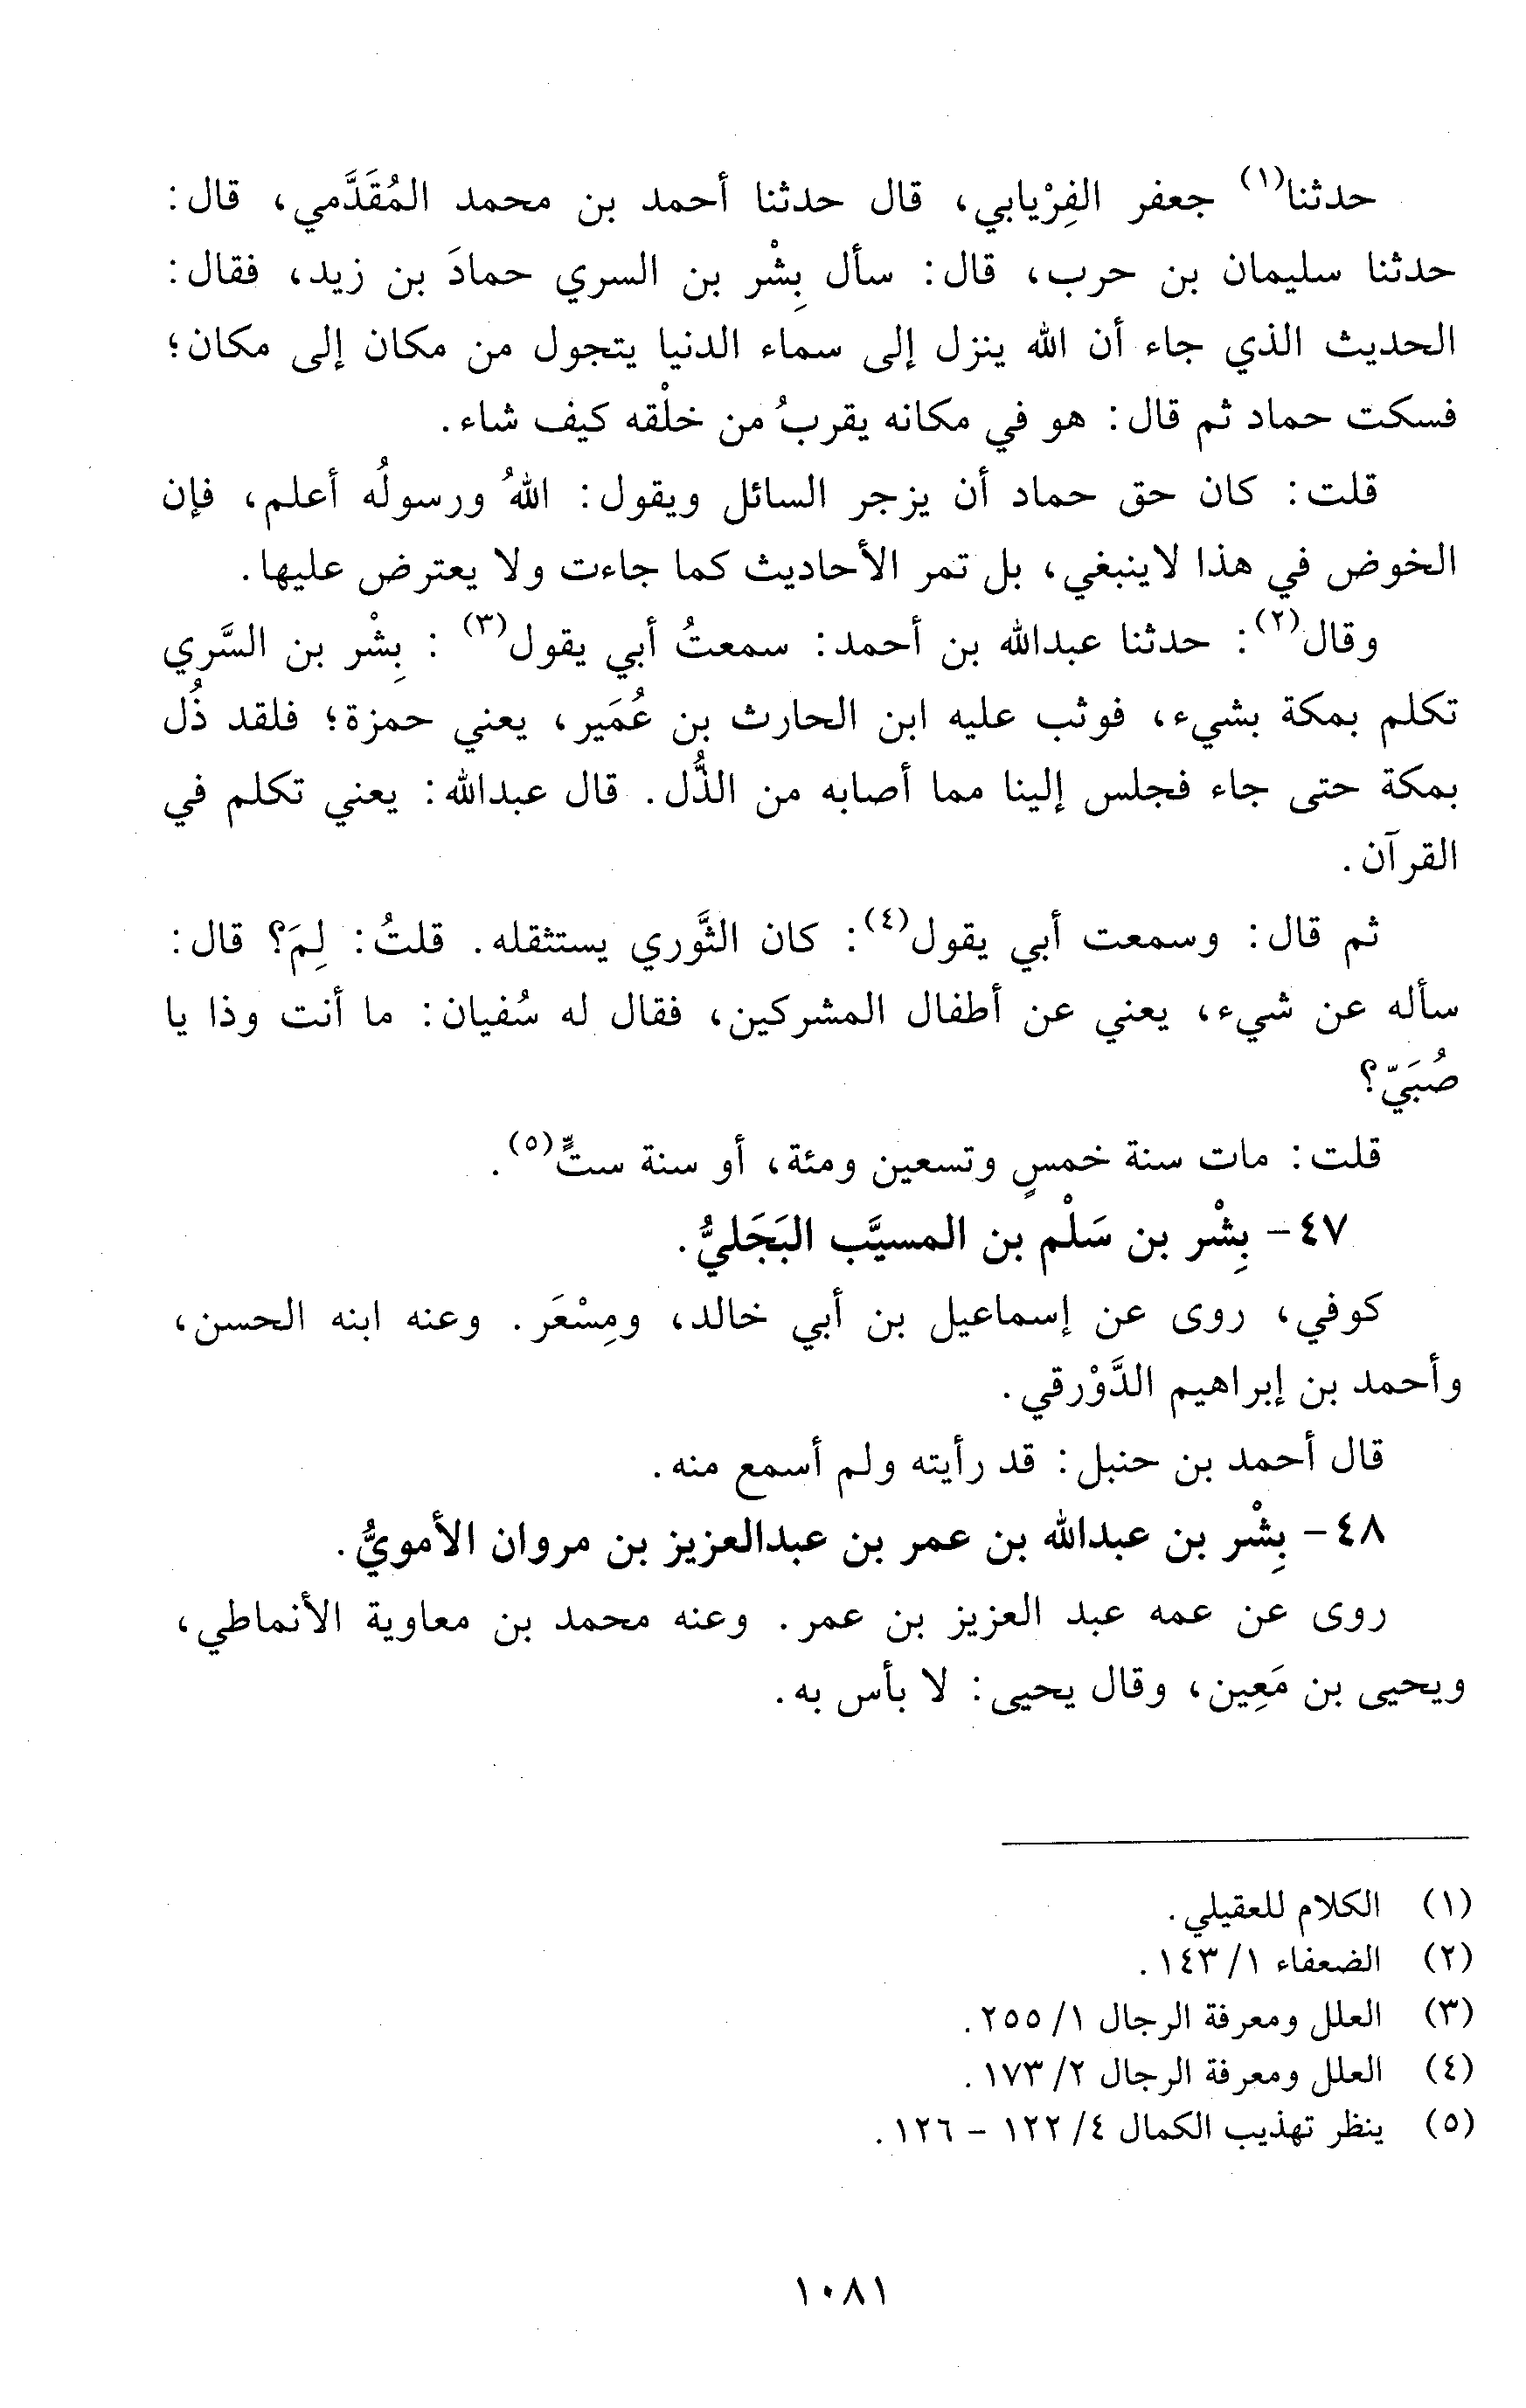 حدثنا(١) جعفر الفِرْيابي، قال حدثنا أحمد بن محمد المُقَدَّمي، قال:
حدثنا سليمان بن حرب، قال: سأل بِشْر بن السري حمادَ بن زيد، فقال:
الحديث الذي جاء أن الله ينزل إلى سماء الدنيا يتجول من مكان إلى مكان؛
فسكت حماد ثم قال: هو في مكانه يقربُ من خلْقه كيف شاء.
قلت: كان حق حماد أن يزجر السائل ويقول: اللهُ ورسولُه أعلم، فإن
الخوض في هذا لاينبغي، بل تمر الأحاديث كما جاءت ولا يعترض عليها.
وقال(٢): حدثنا عبدالله بن أحمد: سمعتُ أبي يقول(٣): بِشْر بن السَّري
تكلم بمكة بشيء، فوثب عليه ابن الحارث بن عُمَير، يعني حمزة؛ فلقد ذُل
بمكة حتى جاء فجلس إلينا مما أصابه من الذُّل. قال عبدالله: يعني تكلم في
القرآن.
ثم قال: وسمعت أبي يقول(٤): كان الثَّوري يستثقله. قلتُ: لِمَ؟ قال:
سأله عن شيء، يعني عن أطفال المشركين، فقال له سُفيان: ما أنت وذا يا
صُبَيّ؟
قلت: مات سنة خمسٍ وتسعين ومئة، أو سنة ستٍّ(٥).
٤٧- بِشْر بن سَلْم بن المسيَّب البَجَليُّ.
كوفي، روى عن إسماعيل بن أبي خالد، ومِسْعَر. وعنه ابنه الحسن،
وأحمد بن إبراهيم الدَّوْرقي.
قال أحمد بن حنبل: قد رأيته ولم أسمع منه.
٤٨- بِشْر بن عبدالله بن عمر بن عبدالعزيز بن مروان الأمويُّ.
روى عن عمه عبد العزيز بن عمر. وعنه محمد بن معاوية الأنماطي،
ويحيى بن مَعِين، وقال يحيى: لا بأس به.
(١) الكلام للعقيلي.
(٢) الضعفاء ١/ ١٤٣.
(٣) العلل ومعرفة الرجال ١/ ٢٥٥.
(٤) العلل ومعرفة الرجال ٢/ ١٧٣.
(٥) ينظر تهذيب الكمال ٤/ ١٢٢ - ١٢٦.
١٠٨١